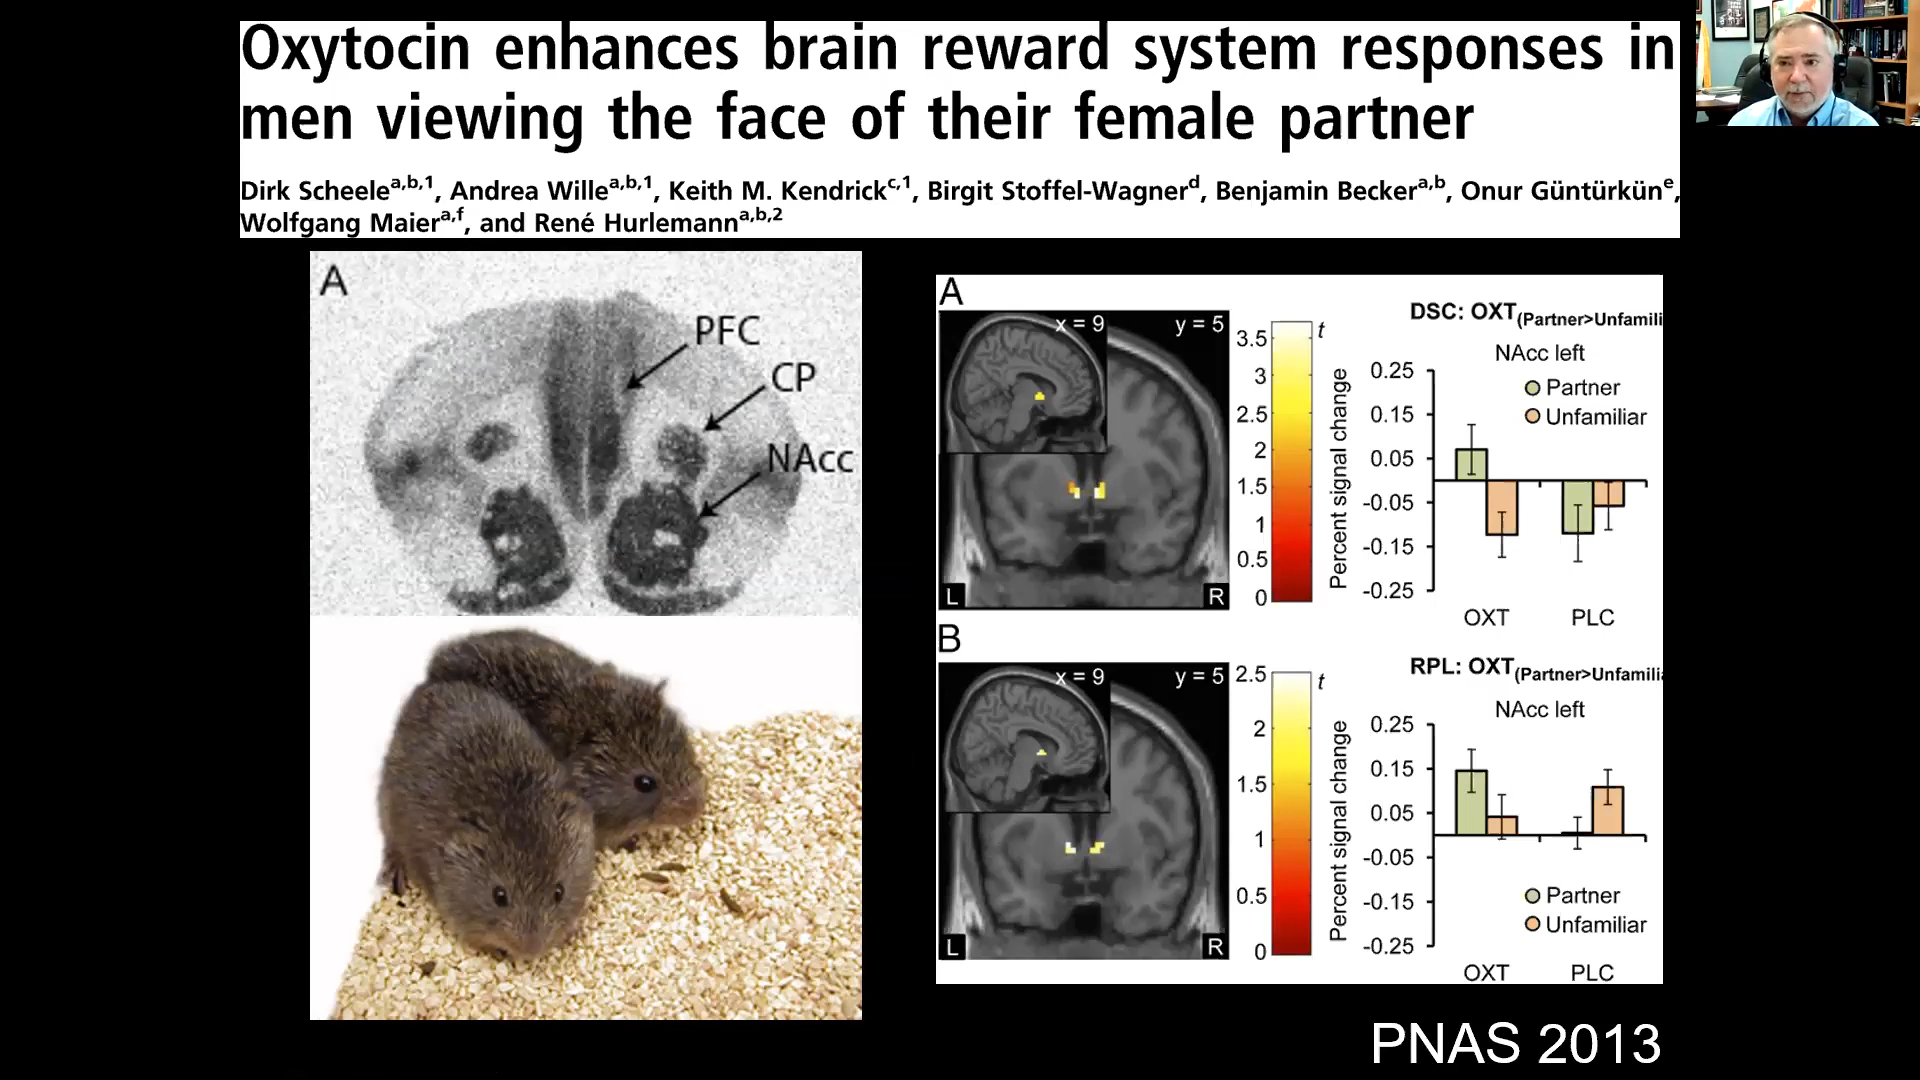 Oxytocin enhances brain reward system responses in
men viewing the face of their female partner
Dirk Scheele^a,b,1, Andrea Wille^a,b,1, Keith M. Kendrick^c,1, Birgit Stoffel-Wagner^d, Benjamin Becker^a,b, Onur Güntürkün^e,
Wolfgang Maier^a,f, and René Hurlemann^a,b,2
A
PFC
CP
NAcc
A
x = 9
y = 5
L
R
3.5
3
2.5
2
1.5
1
0.5
0
t
DSC: OXT(Partner>Unfamili
NAcc left
Partner
Unfamiliar
Percent signal change
0.25
0.15
0.05
-0.05
-0.15
-0.25
OXT
PLC
B
x = 9
y = 5
L
R
2.5
2
1.5
1
0.5
0
t
RPL: OXT(Partner>Unfamilia
NAcc left
Percent signal change
0.25
0.15
0.05
-0.05
-0.15
-0.25
Partner
Unfamiliar
OXT
PLC
PNAS 2013